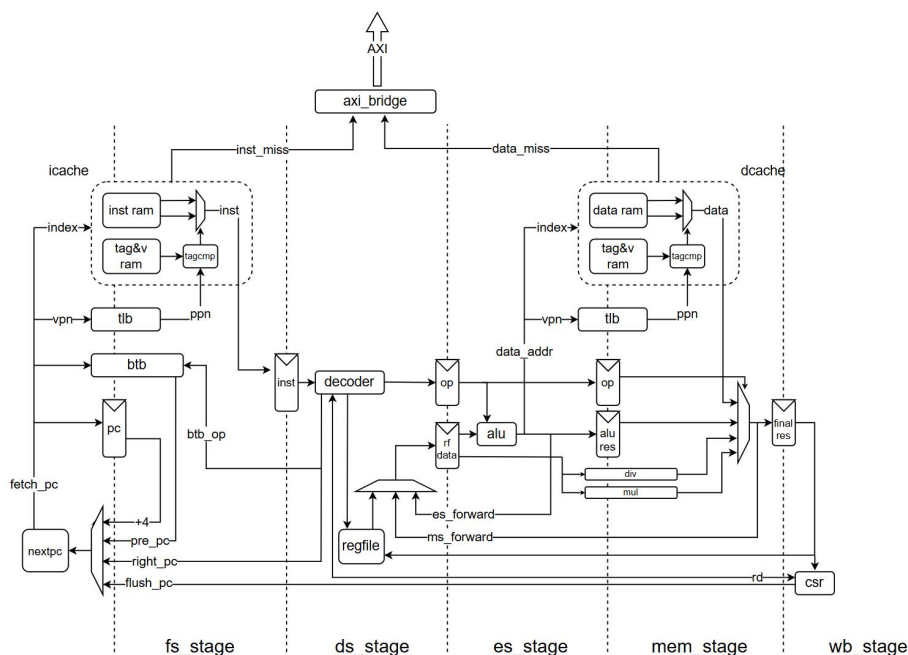 AXI
axi_bridge
inst_miss
data_miss
icache
dcache
inst ram
inst
data ram
data
index
index
tag&v
ram
tagcmp
tag&v
ram
tagcmp
vpn
tlb
ppn
vpn
tlb
ppn
data_addr
btb
inst
decoder
op
op
pc
btb_op
rf
data
alu
alu
res
final
res
div
mul
fetch_pc
es_forward
+4
ms_forward
pre_pc
nextpc
regfile
right_pc
flush_pc
rd
csr
fs_stage
ds_stage
es_stage
mem_stage
wb_stage